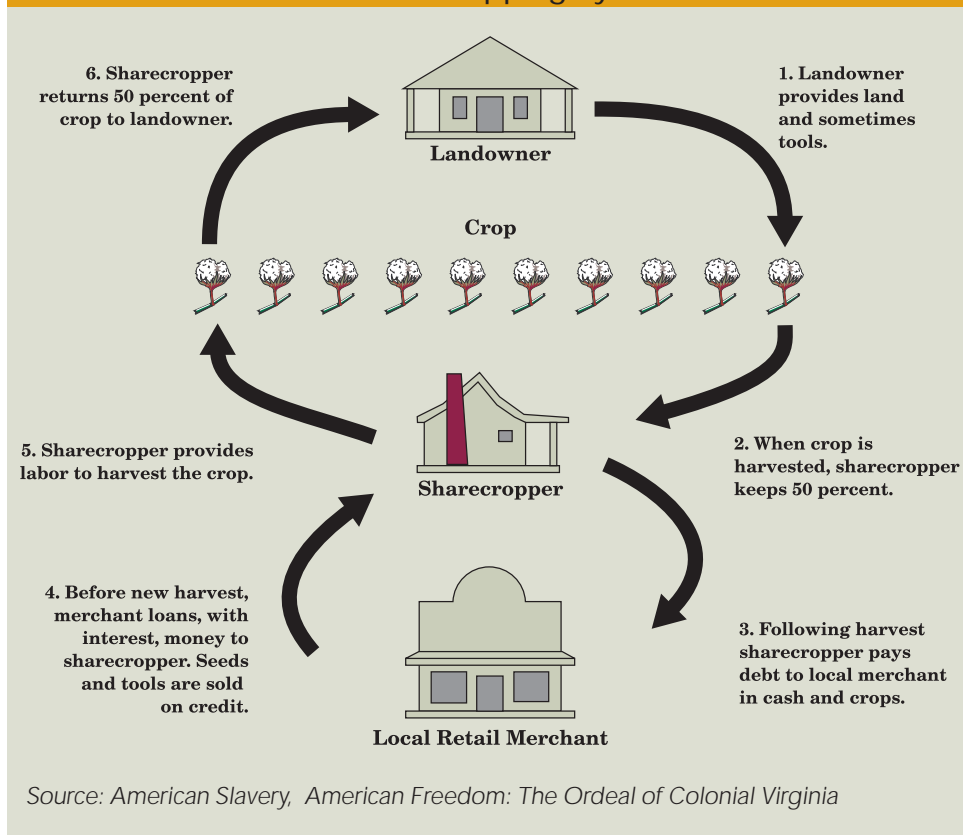 6. Sharecropper
returns 50 percent of
crop to landowner.
1. Landowner
provides land
and sometimes
tools.
Landowner
Crop
5. Sharecropper provides
labor to harvest the crop.
Sharecropper
2. When crop is
harvested, sharecropper
keeps 50 percent.
4. Before new harvest,
merchant loans, with
interest, money to
sharecropper. Seeds
and tools are sold
on credit.
3. Following harvest
sharecropper pays
debt to local merchant
in cash and crops.
Local Retail Merchant
Source: American Slavery, American Freedom: The Ordeal of Colonial Virginia